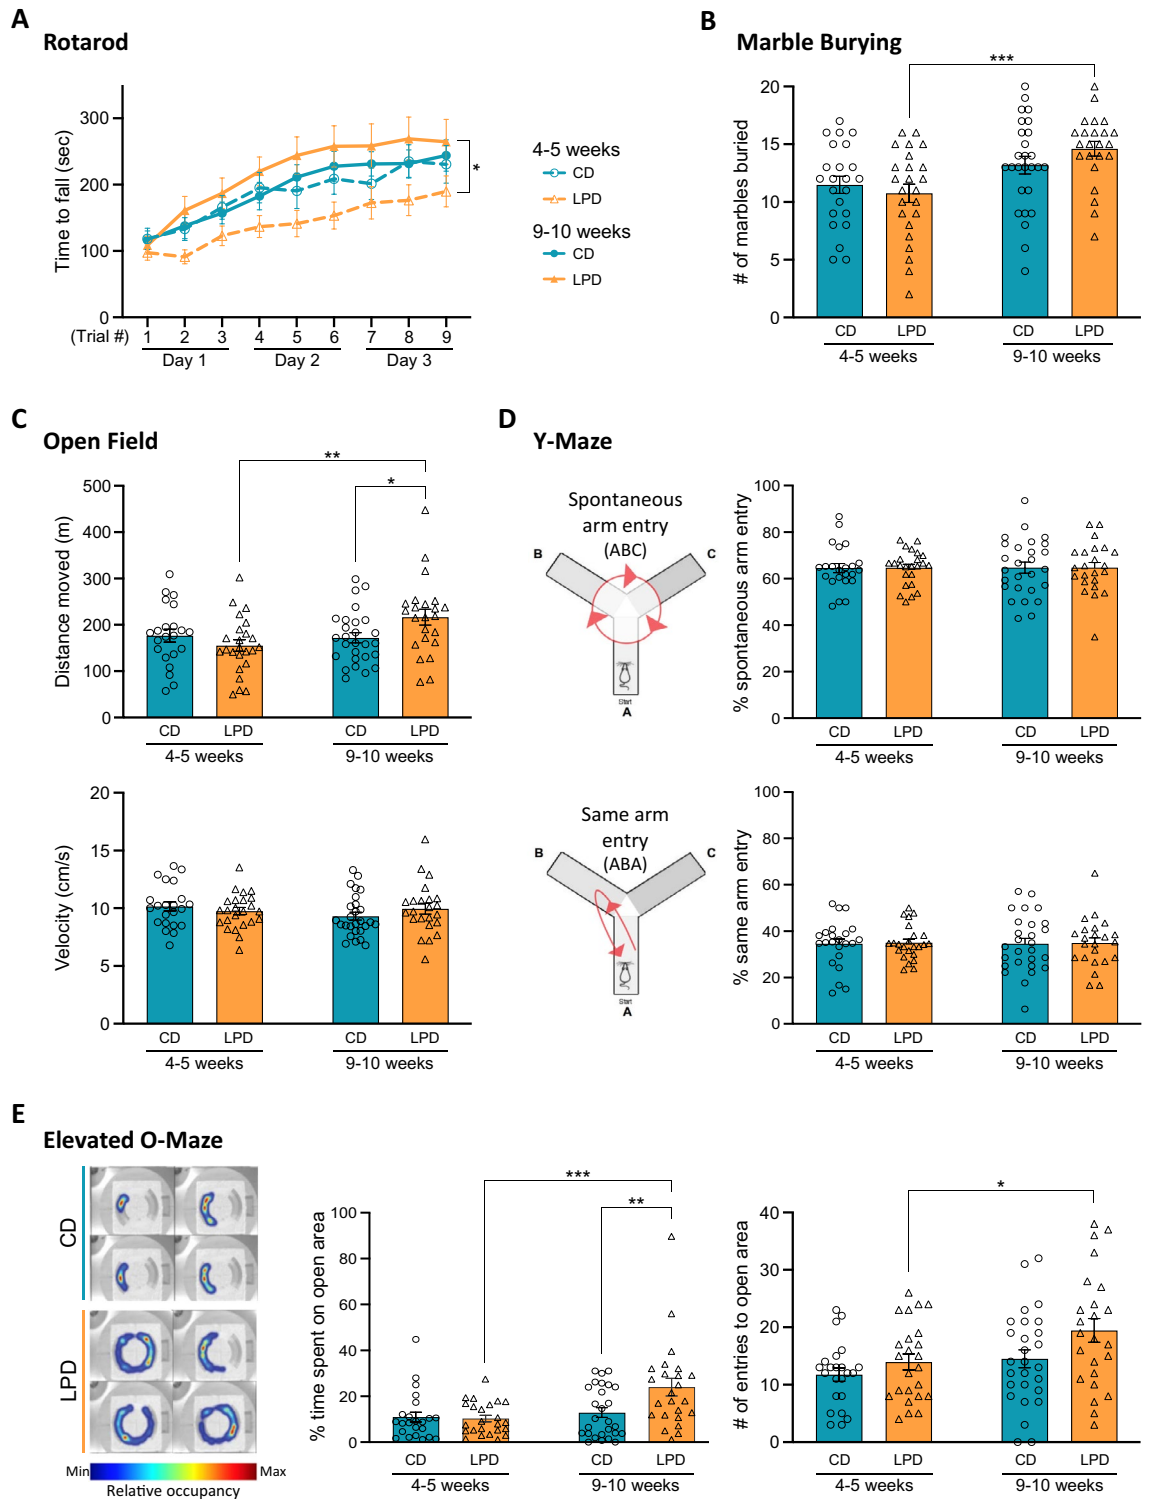 A
Rotarod
Time to fall (sec)
300
200
100
0
(Trial #)
1 2 3 4 5 6 7 8 9
Day 1 Day 2 Day 3
*
4-5 weeks
CD
LPD
9-10 weeks
CD
LPD
B
Marble Burying
***
# of marbles buried
20
15
10
5
0
CD LPD CD LPD
4-5 weeks 9-10 weeks
C
Open Field
**
*
Distance moved (m)
500
400
300
200
100
0
CD LPD CD LPD
4-5 weeks 9-10 weeks
Velocity (cm/s)
20
15
10
5
0
CD LPD CD LPD
4-5 weeks 9-10 weeks
D
Y-Maze
Spontaneous
arm entry
(ABC)
B C
Start
A
% spontaneous arm entry
100
80
60
40
20
0
CD LPD CD LPD
4-5 weeks 9-10 weeks
Same arm
entry
(ABA)
B C
Start
A
% same arm entry
100
80
60
40
20
0
CD LPD CD LPD
4-5 weeks 9-10 weeks
E
Elevated O-Maze
CD
LPD
Min Max
Relative occupancy
***
**
% time spent on open area
100
80
60
40
20
0
CD LPD CD LPD
4-5 weeks 9-10 weeks
*
# of entries to open area
40
30
20
10
0
CD LPD CD LPD
4-5 weeks 9-10 weeks